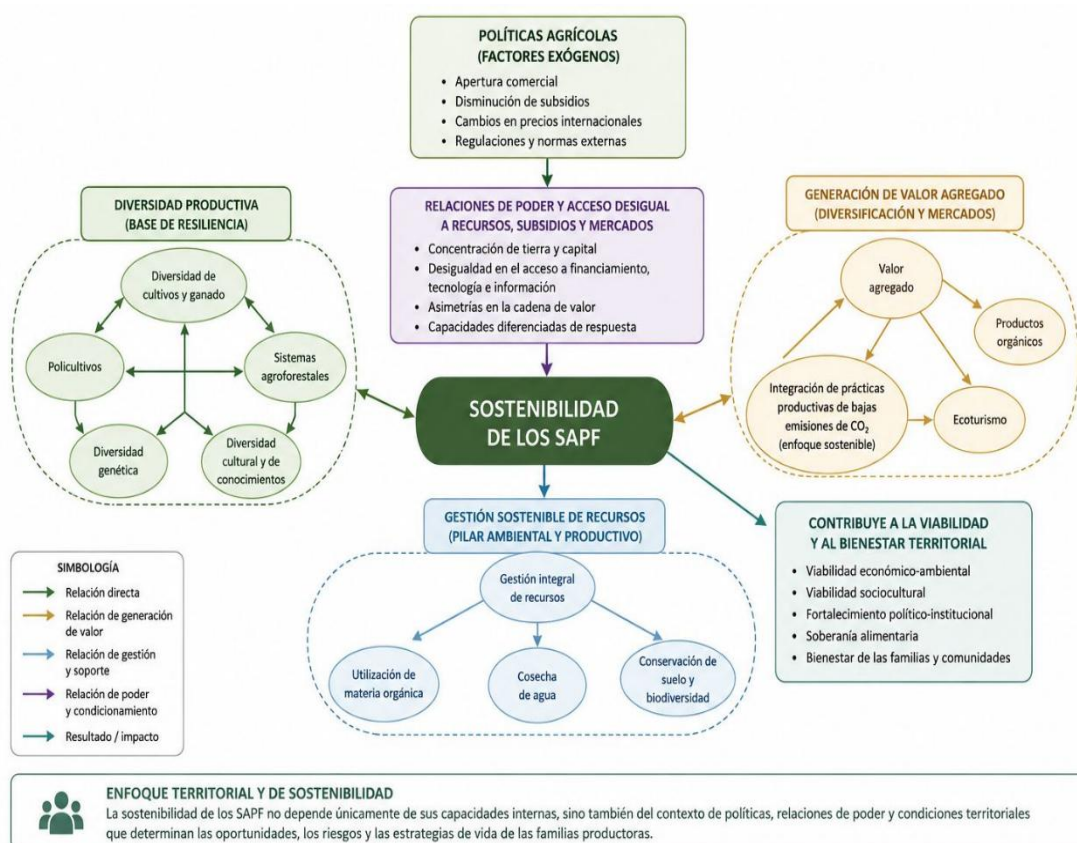 POLÍTICAS AGRÍCOLAS
(FACTORES EXÓGENOS)
• Apertura comercial
• Disminución de subsidios
• Cambios en precios internacionales
• Regulaciones y normas externas
DIVERSIDAD PRODUCTIVA
(BASE DE RESILIENCIA)
Diversidad de
cultivos y ganado
Policultivos
Sistemas
agroforestales
Diversidad
genética
Diversidad
cultural y de
conocimientos
RELACIONES DE PODER Y ACCESO DESIGUAL
A RECURSOS, SUBSIDIOS Y MERCADOS
• Concentración de tierra y capital
• Desigualdad en el acceso a financiamiento,
tecnología e información
• Asimetrías en la cadena de valor
• Capacidades diferenciadas de respuesta
GENERACIÓN DE VALOR AGREGADO
(DIVERSIFICACIÓN Y MERCADOS)
Valor
agregado
Productos
orgánicos
Integración de prácticas
productivas de bajas
emisiones de CO₂
(enfoque sostenible)
Ecoturismo
SOSTENIBILIDAD
DE LOS SAPF
GESTIÓN SOSTENIBLE DE RECURSOS
(PILAR AMBIENTAL Y PRODUCTIVO)
Gestión integral
de recursos
Utilización de
materia orgánica
Cosecha
de agua
Conservación de
suelo y
biodiversidad
CONTRIBUYE A LA VIABILIDAD
Y AL BIENESTAR TERRITORIAL
• Viabilidad económico-ambiental
• Viabilidad sociocultural
• Fortalecimiento político-institucional
• Soberanía alimentaria
• Bienestar de las familias y comunidades
SIMBOLOGÍA
Relación directa
Relación de generación
de valor
Relación de gestión
y soporte
Relación de poder
y condicionamiento
Resultado / impacto
ENFOQUE TERRITORIAL Y DE SOSTENIBILIDAD
La sostenibilidad de los SAPF no depende únicamente de sus capacidades internas, sino también del contexto de políticas, relaciones de poder y condiciones territoriales
que determinan las oportunidades, los riesgos y las estrategias de vida de las familias productoras.